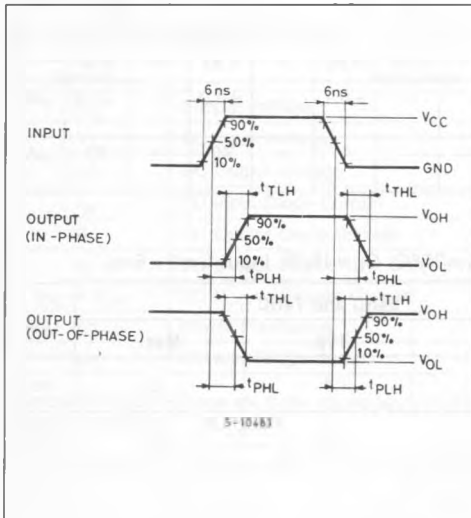 6ns 6ns
VCC
90%
INPUT 50%
10% GND
tTLH tTHL
VOH
OUTPUT 90%
(IN-PHASE) 50%
10% VOL
tPLH tPHL
tTHL tTLH
VOH
OUTPUT 90%
(OUT-OF-PHASE) 50%
10%
VOL
tPHL tPLH
5-10483